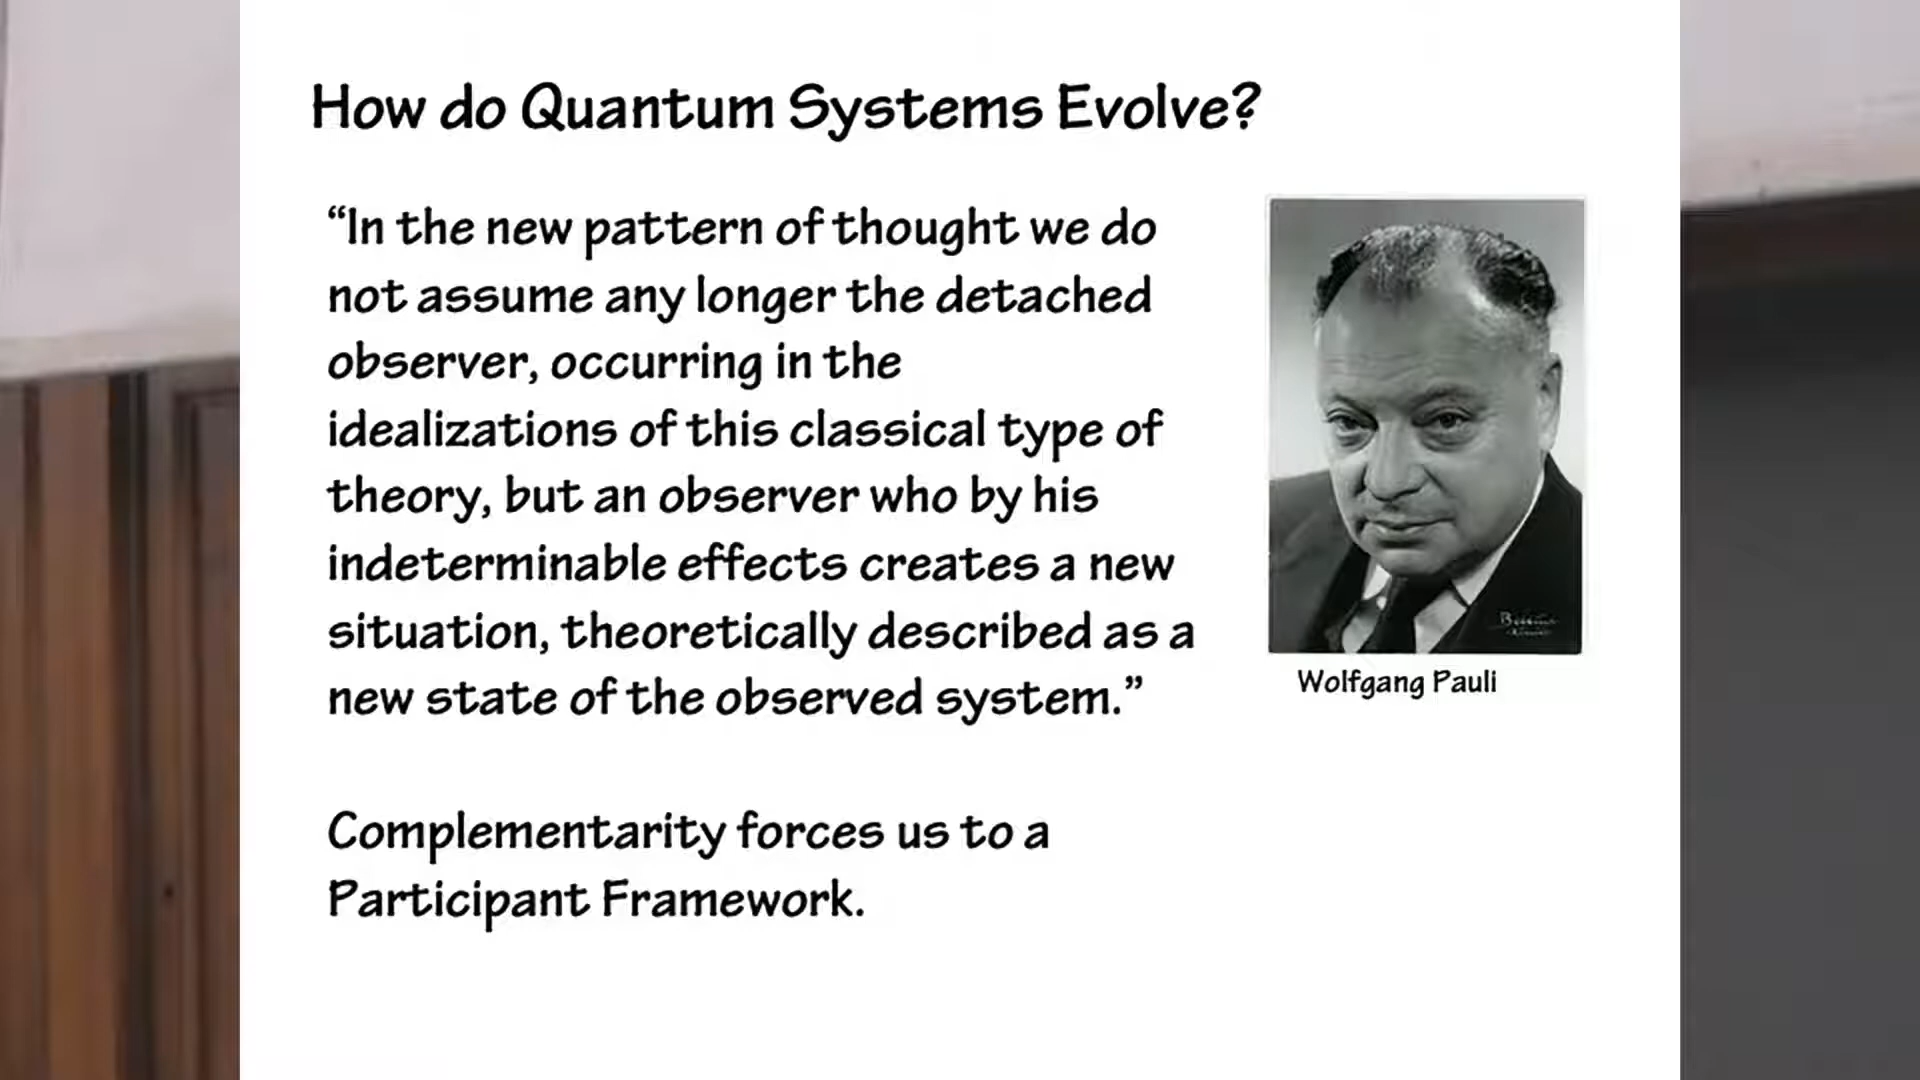 How do Quantum Systems Evolve?
“In the new pattern of thought we do
not assume any longer the detached
observer, occurring in the
idealizations of this classical type of
theory, but an observer who by his
indeterminable effects creates a new
situation, theoretically described as a
new state of the observed system.”
Wolfgang Pauli
Complementarity forces us to a
Participant Framework.